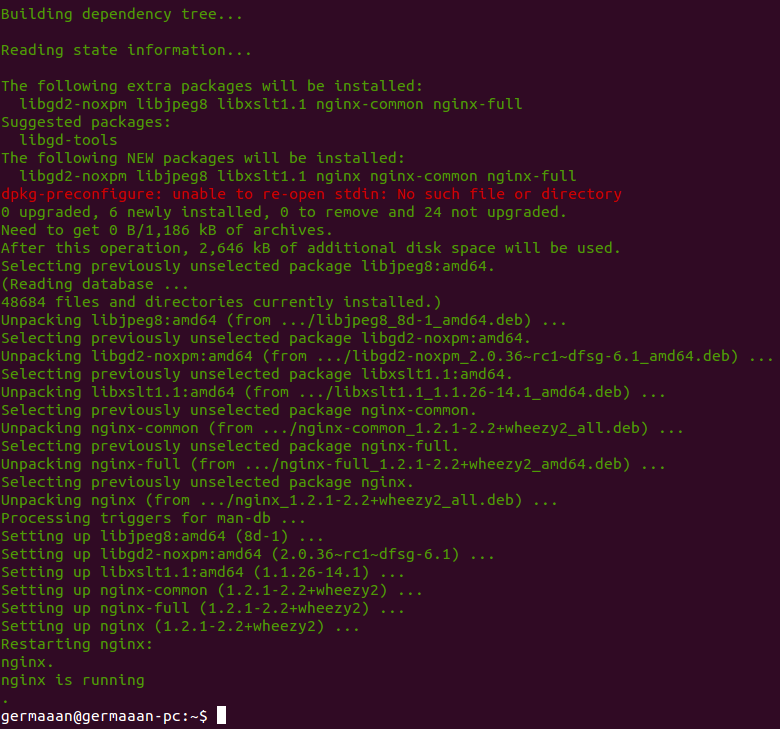 Building dependency tree...
Reading state information...
The following extra packages will be installed:
  libgd2-noxpm libjpeg8 libxslt1.1 nginx-common nginx-full
Suggested packages:
  libgd-tools
The following NEW packages will be installed:
  libgd2-noxpm libjpeg8 libxslt1.1 nginx nginx-common nginx-full
dpkg-preconfigure: unable to re-open stdin: No such file or directory
0 upgraded, 6 newly installed, 0 to remove and 24 not upgraded.
Need to get 0 B/1,186 kB of archives.
After this operation, 2,646 kB of additional disk space will be used.
Selecting previously unselected package libjpeg8:amd64.
(Reading database ...
48684 files and directories currently installed.)
Unpacking libjpeg8:amd64 (from .../libjpeg8_8d-1_amd64.deb) ...
Selecting previously unselected package libgd2-noxpm:amd64.
Unpacking libgd2-noxpm:amd64 (from .../libgd2-noxpm_2.0.36~rc1~dfsg-6.1_amd64.deb) ...
Selecting previously unselected package libxslt1.1:amd64.
Unpacking libxslt1.1:amd64 (from .../libxslt1.1_1.1.26-14.1_amd64.deb) ...
Selecting previously unselected package nginx-common.
Unpacking nginx-common (from .../nginx-common_1.2.1-2.2+wheezy2_all.deb) ...
Selecting previously unselected package nginx-full.
Unpacking nginx-full (from .../nginx-full_1.2.1-2.2+wheezy2_amd64.deb) ...
Selecting previously unselected package nginx.
Unpacking nginx (from .../nginx_1.2.1-2.2+wheezy2_all.deb) ...
Processing triggers for man-db ...
Setting up libjpeg8:amd64 (8d-1) ...
Setting up libgd2-noxpm:amd64 (2.0.36~rc1~dfsg-6.1) ...
Setting up libxslt1.1:amd64 (1.1.26-14.1) ...
Setting up nginx-common (1.2.1-2.2+wheezy2) ...
Setting up nginx-full (1.2.1-2.2+wheezy2) ...
Setting up nginx (1.2.1-2.2+wheezy2) ...
Restarting nginx:
nginx.
nginx is running
.
germaaan@germaaan-pc:~$